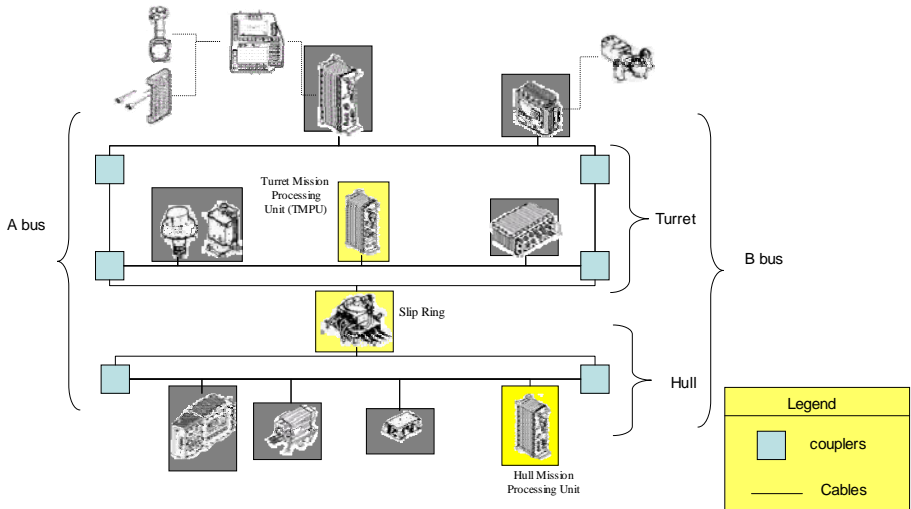 Turret Mission
Processing
Unit (TMPU)
A bus
Turret
B bus
Slip Ring
Hull
Legend
couplers
Hull Mission
Processing Unit
Cables